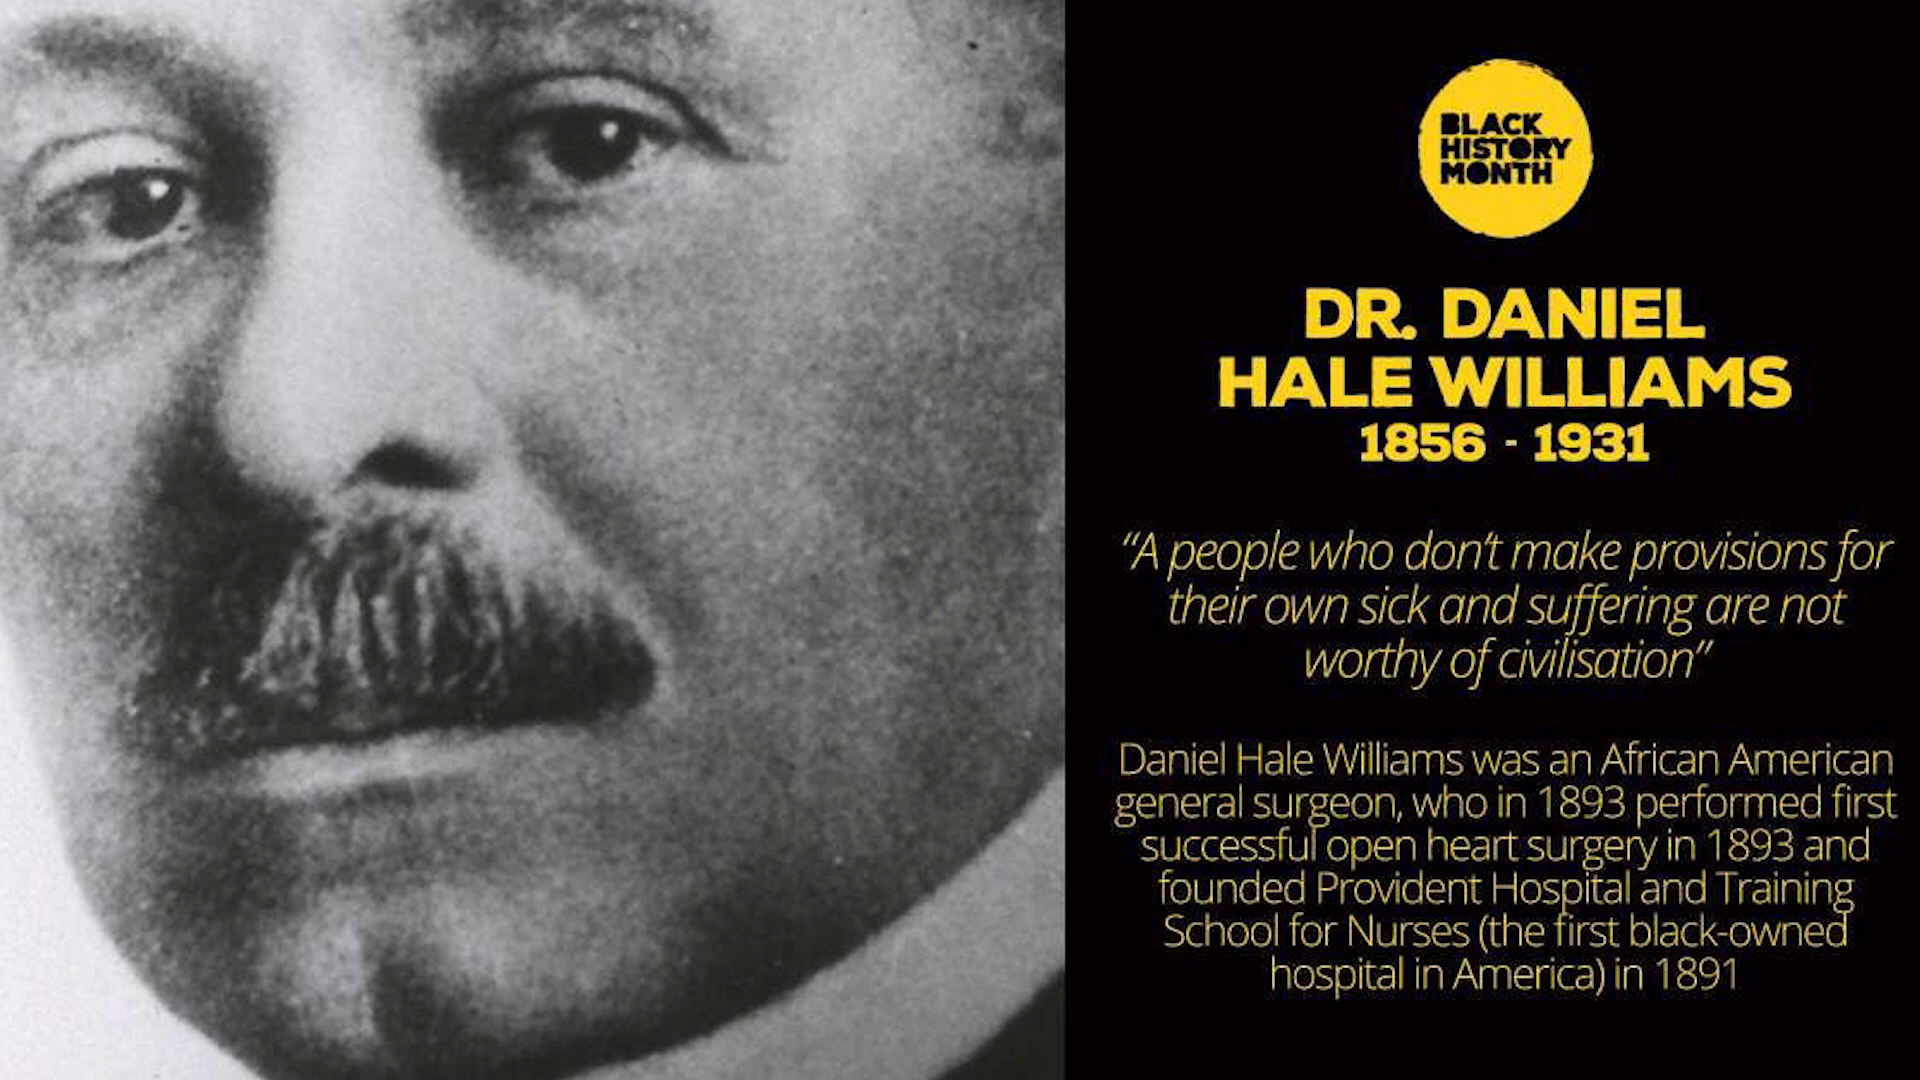 BLACK
HISTORY
MONTH
DR. DANIEL
HALE WILLIAMS
1856 - 1931
“A people who don’t make provisions for
their own sick and suffering are not
worthy of civilisation”
Daniel Hale Williams was an African American
general surgeon, who in 1893 performed first
successful open heart surgery in 1893 and
founded Provident Hospital and Training
School for Nurses (the first black-owned
hospital in America) in 1891